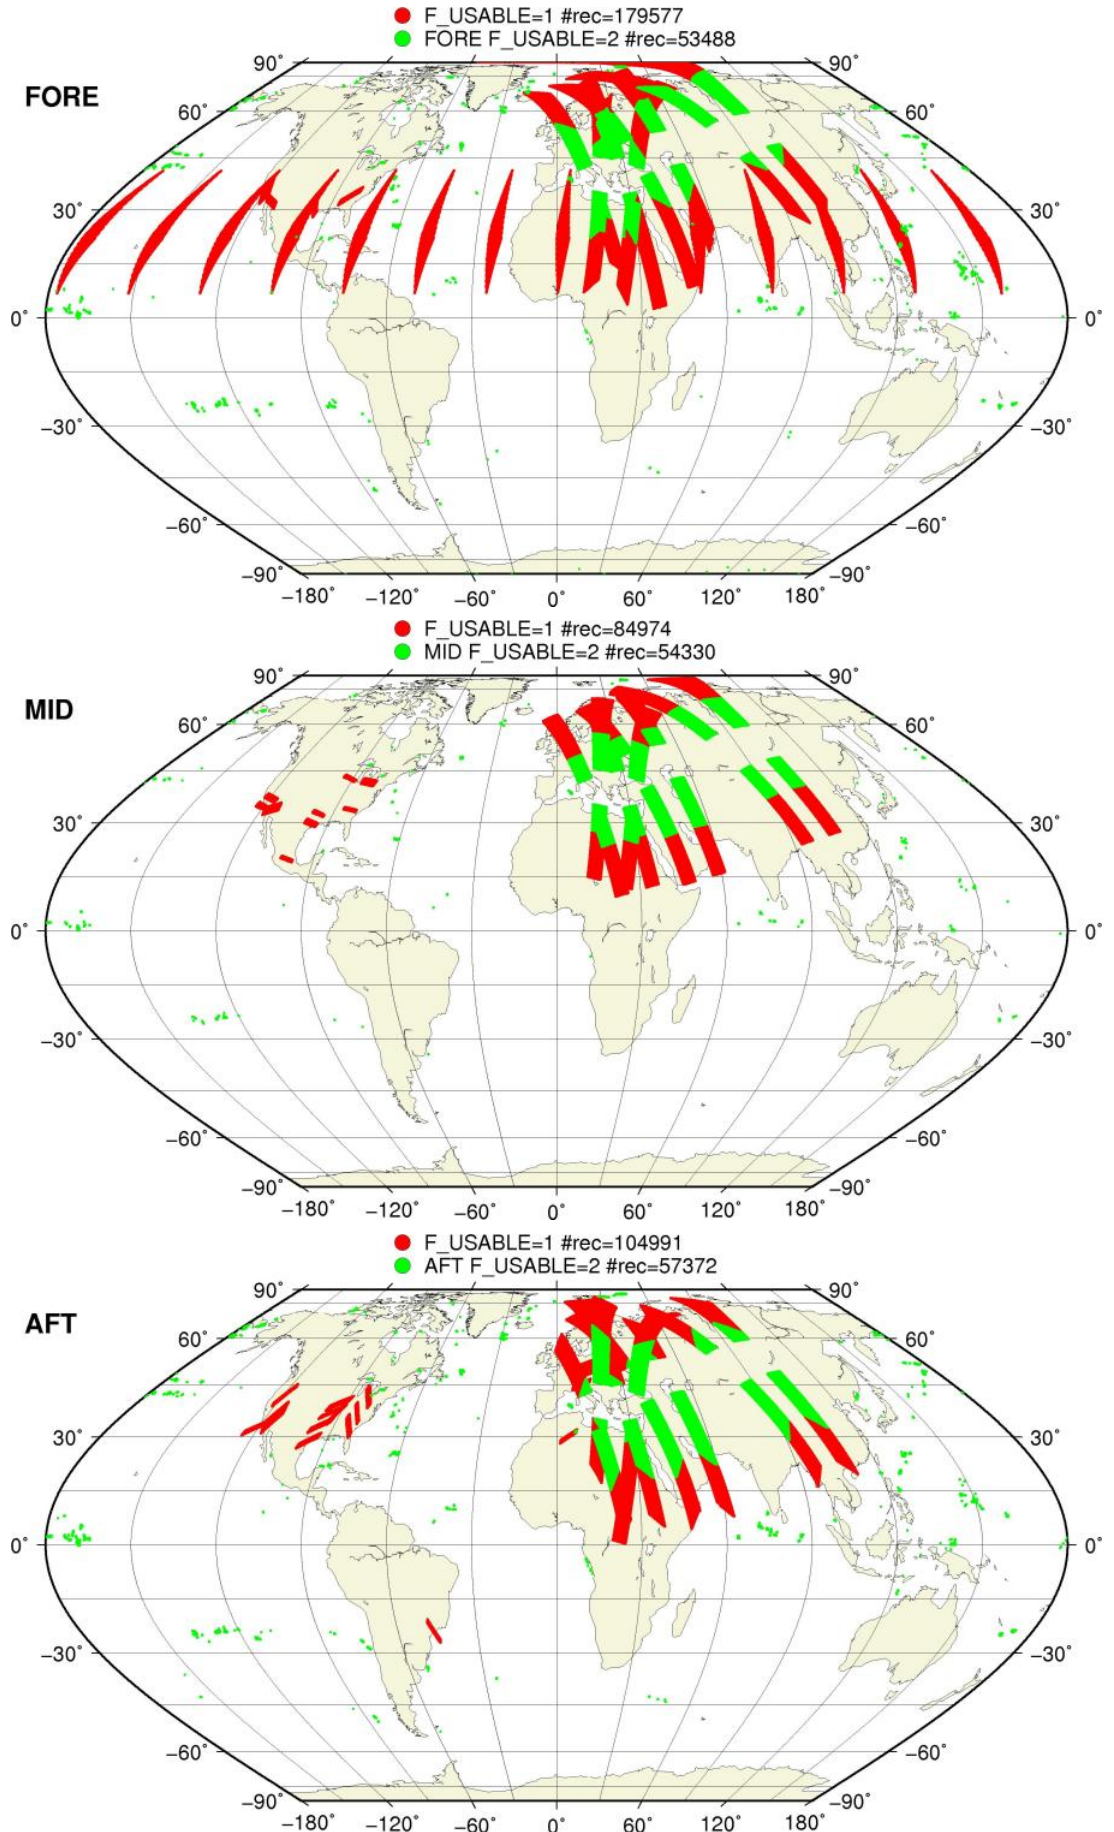 F_USABLE=1 #rec=179577
FORE F_USABLE=2 #rec=53488
FORE
90° 90°
60° 60°
30° 30°
0° 0°
−30° −30°
−60° −60°
−90° −90°
−180° −120° −60° 0° 60° 120° 180°
F_USABLE=1 #rec=84974
MID F_USABLE=2 #rec=54330
MID
90° 90°
60° 60°
30° 30°
0° 0°
−30° −30°
−60° −60°
−90° −90°
−180° −120° −60° 0° 60° 120° 180°
F_USABLE=1 #rec=104991
AFT F_USABLE=2 #rec=57372
AFT
90° 90°
60° 60°
30° 30°
0° 0°
−30° −30°
−60° −60°
−90° −90°
−180° −120° −60° 0° 60° 120° 180°